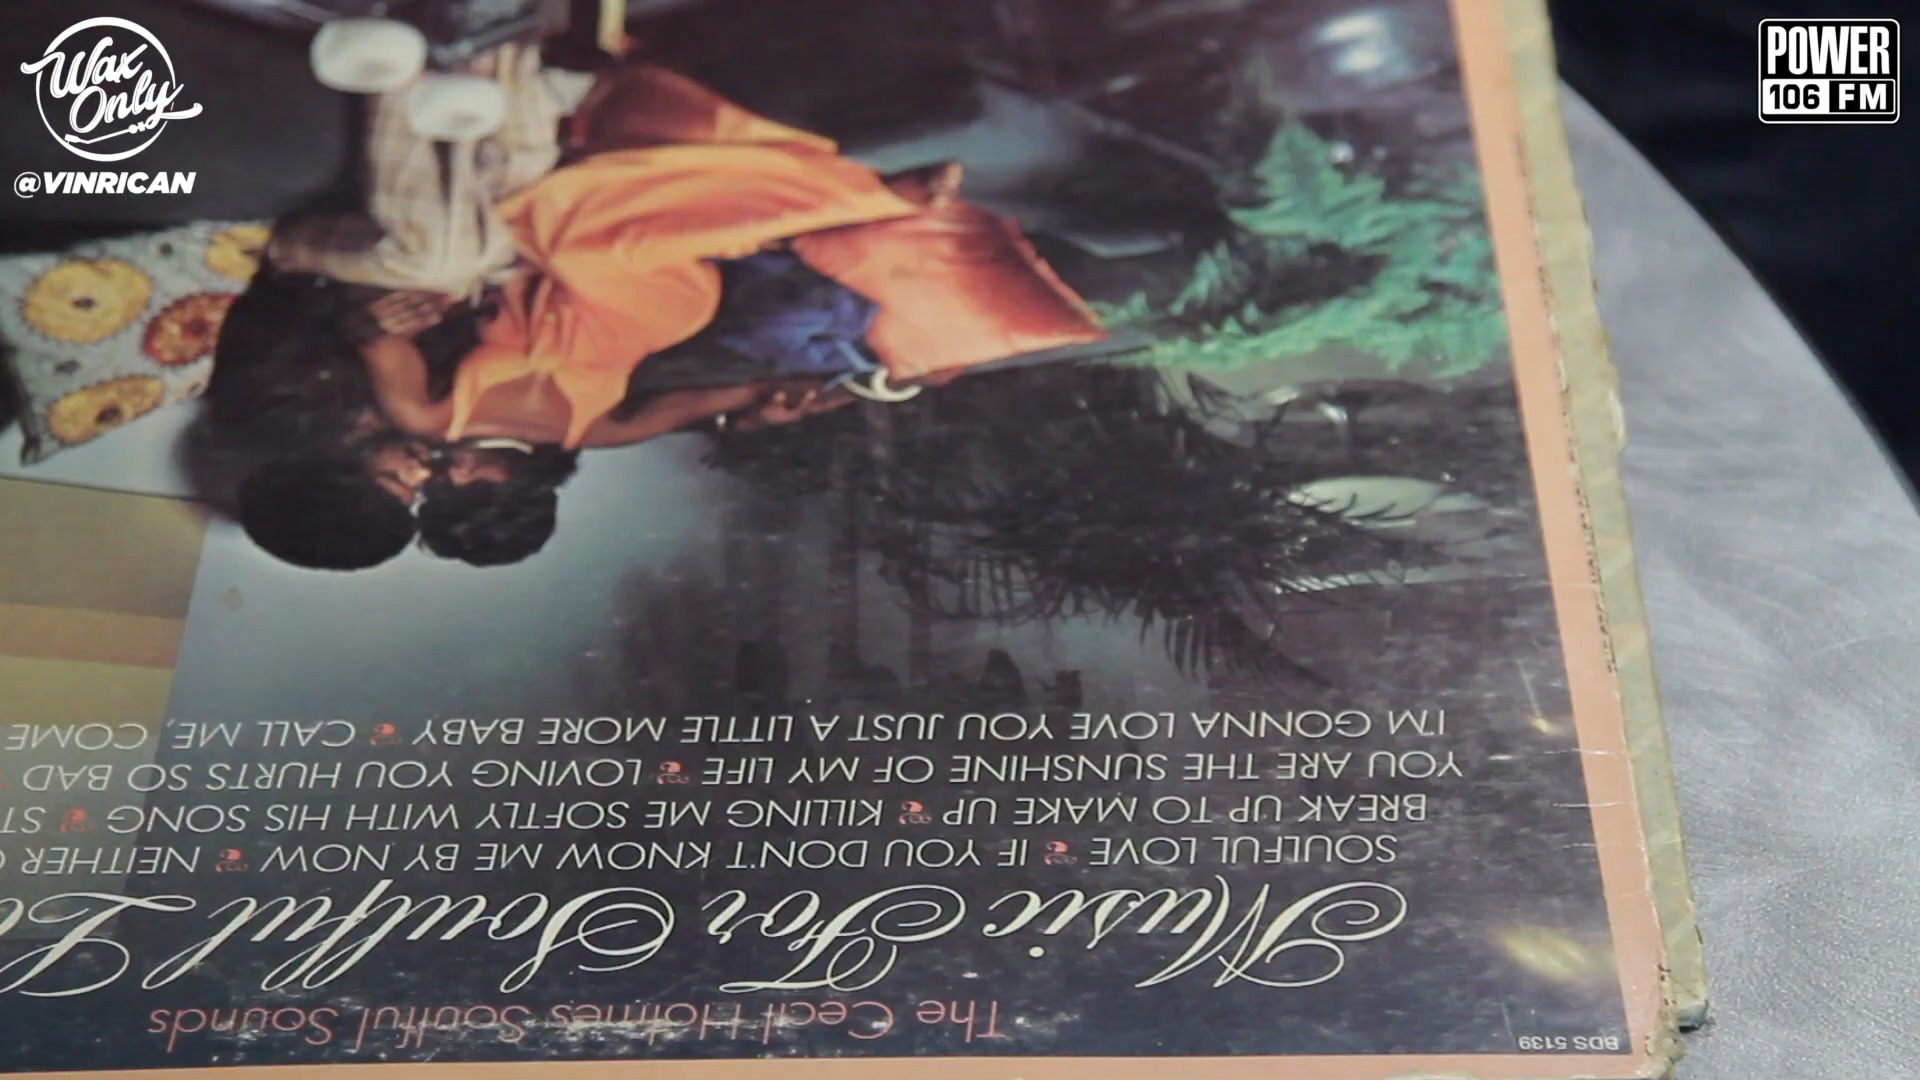 Wax
Only
@VINRICAN
POWER
106 FM
BDS 5139
The Cecil Holmes Soulful Sounds
Music For Soulful
SOULFUL LOVE IF YOU DON'T KNOW ME BY NOW NEITHER
BREAK UP TO MAKE UP KILLING ME SOFTLY WITH HIS SONG
YOU ARE THE SUNSHINE OF MY LIFE LOVING YOU HURTS SO BAD
I'M GONNA LOVE YOU JUST A LITTLE MORE BABY CALL ME, COME